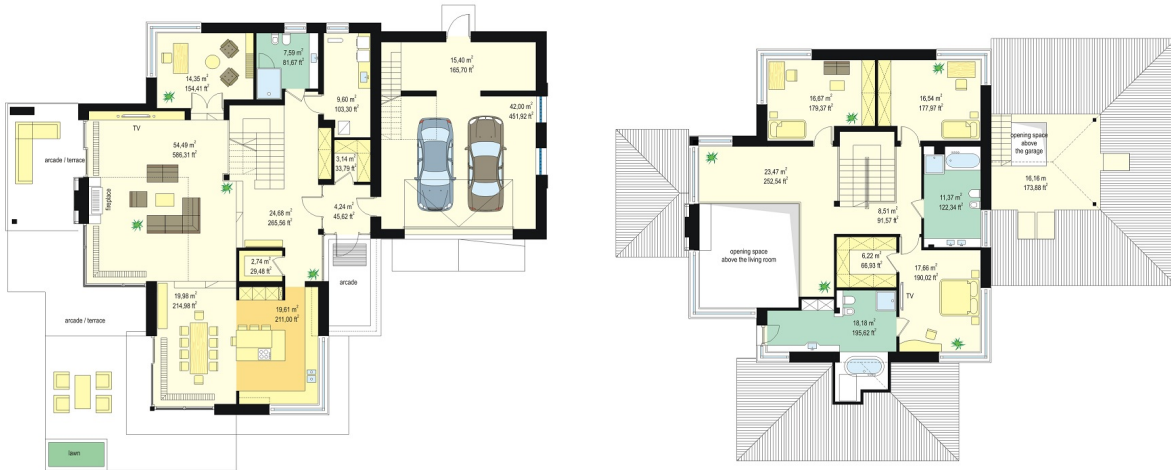 14,35 m²
154,41 ft²
7,59 m²
81,67 ft²
9,60 m²
103,30 ft²
15,40 m²
165,70 ft²
42,00 m²
451,92 ft²
TV
54,49 m²
586,31 ft²
arcade / terrace
fireplace
3,14 m²
33,79 ft²
4,24 m²
45,62 ft²
24,68 m²
265,56 ft²
2,74 m²
29,48 ft²
arcade
19,98 m²
214,98 ft²
19,61 m²
211,00 ft²
arcade / terrace
lawn
16,67 m²
179,37 ft²
16,54 m²
177,97 ft²
opening space
above
the garage
16,16 m
173,88 ft²
23,47 m²
252,54 ft²
11,37 m²
122,34 ft²
8,51 m²
91,57 ft²
opening space
above the living room
6,22 m²
66,93 ft²
17,66 m²
190,02 ft²
TV
18,18 m²
195,62 ft²